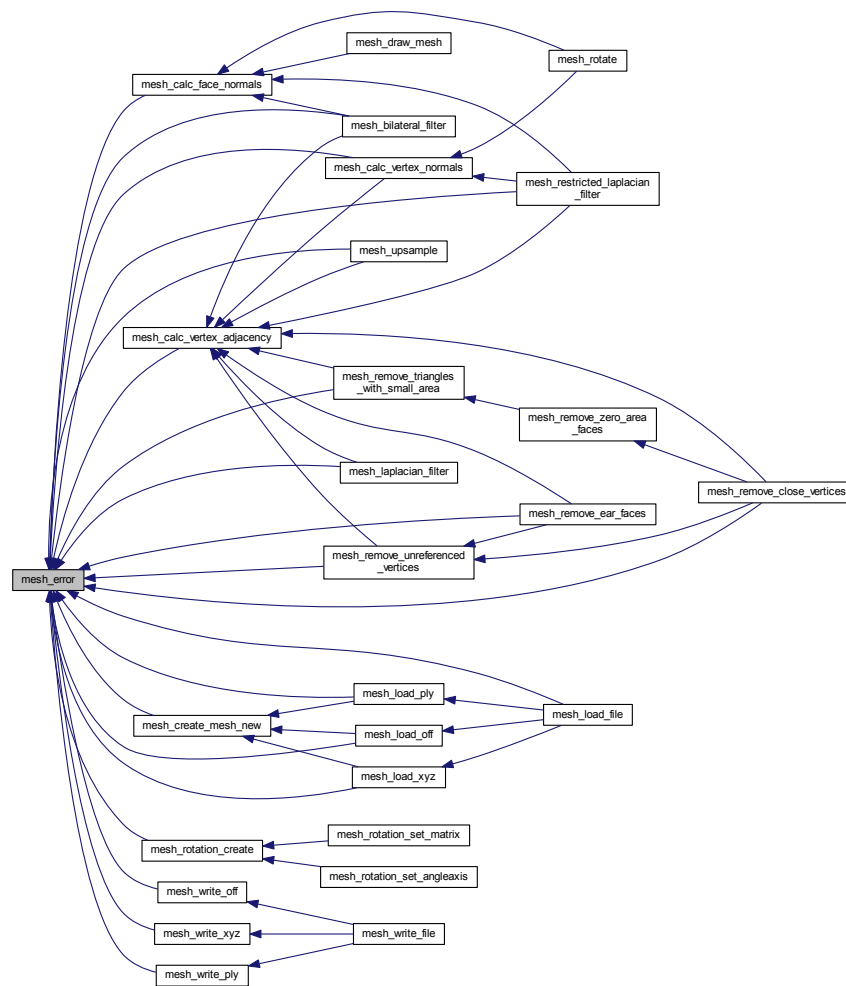 mesh_draw_mesh
mesh_rotate
mesh_calc_face_normals
mesh_bilateral_filter
mesh_calc_vertex_normals
mesh_restricted_laplacian
_filter
mesh_upsample
mesh_calc_vertex_adjacency
mesh_remove_triangles
_with_small_area
mesh_remove_zero_area
_faces
mesh_laplacian_filter
mesh_remove_close_vertices
mesh_remove_ear_faces
mesh_remove_unreferenced
_vertices
mesh_error
mesh_load_ply
mesh_create_mesh_new
mesh_load_file
mesh_load_off
mesh_load_xyz
mesh_rotation_set_matrix
mesh_rotation_create
mesh_rotation_set_angleaxis
mesh_write_off
mesh_write_xyz
mesh_write_file
mesh_write_ply